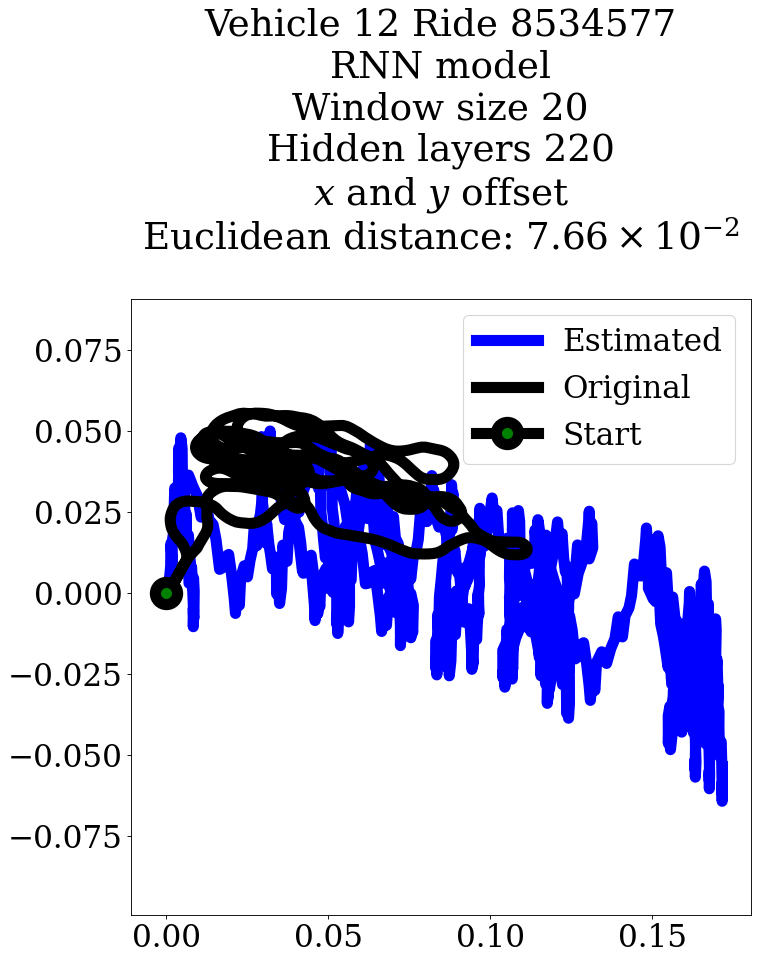 Vehicle 12 Ride 8534577
RNN model
Window size 20
Hidden layers 220
x and y offset
Euclidean distance: 7.66 × 10⁻²
Estimated
Original
Start
0.075
0.050
0.025
0.000
−0.025
−0.050
−0.075
0.00 0.05 0.10 0.15